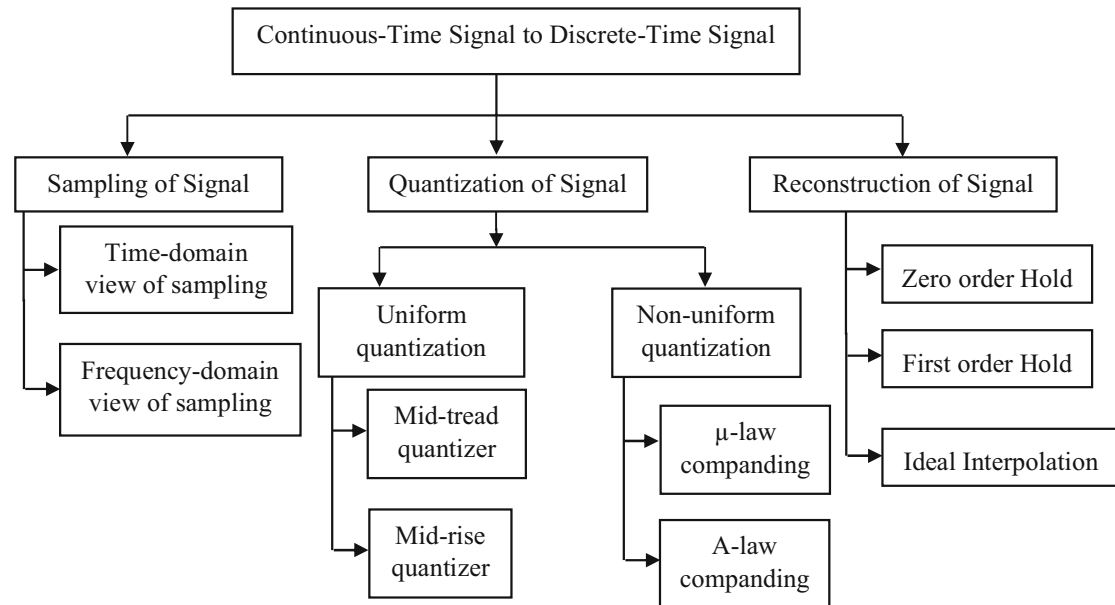 Continuous-Time Signal to Discrete-Time Signal
Sampling of Signal
Time-domain
view of sampling
Frequency-domain
view of sampling
Quantization of Signal
Uniform
quantization
Mid-tread
quantizer
Mid-rise
quantizer
Non-uniform
quantization
µ-law
companding
A-law
companding
Reconstruction of Signal
Zero order Hold
First order Hold
Ideal Interpolation